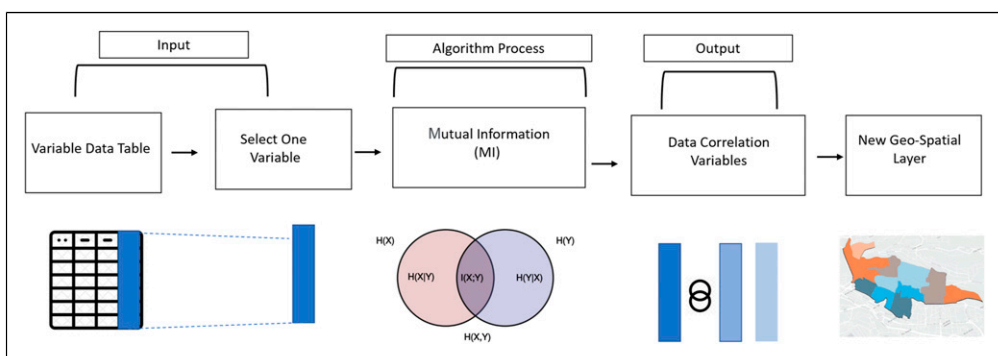 Input
Algorithm Process
Output
Variable Data Table
Select One
Variable
Mutual Information
(MI)
Data Correlation
Variables
New Geo-Spatial
Layer
H(X)
H(Y)
H(X|Y)
I(X;Y)
H(Y|X)
H(X,Y)